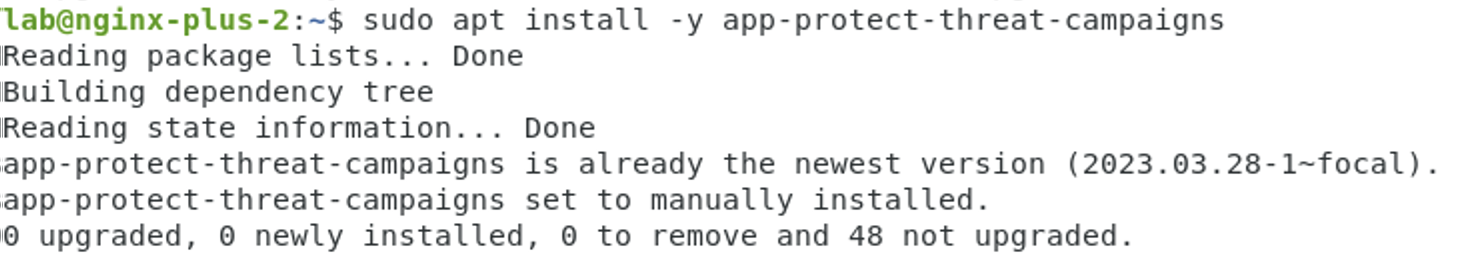 lab@nginx-plus-2:~$ sudo apt install -y app-protect-threat-campaigns
Reading package lists... Done
Building dependency tree
Reading state information... Done
app-protect-threat-campaigns is already the newest version (2023.03.28-1~focal).
app-protect-threat-campaigns set to manually installed.
0 upgraded, 0 newly installed, 0 to remove and 48 not upgraded.